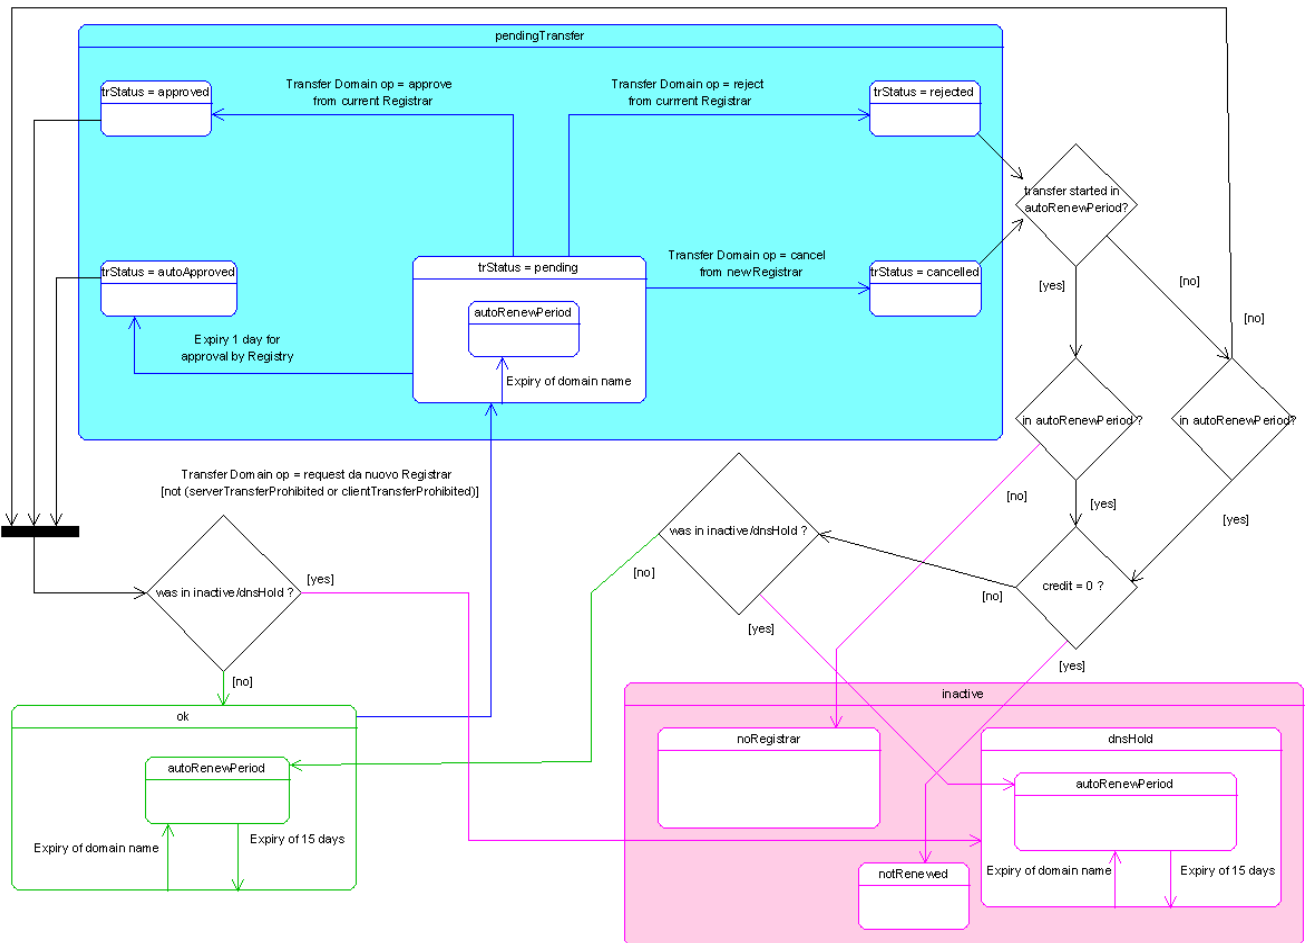 pendingTransfer
trStatus = approved
Transfer Domain op = approve
from current Registrar
Transfer Domain op = reject
from currrent Registrar
trStatus = rejected
transfer started in
autoRenewPeriod?
trStatus = autoApproved
trStatus = pending
Transfer Domain op = cancel
from new Registrar
trStatus = cancelled
[yes]
[no]
[no]
autoRenewPeriod
Expiry 1 day for
approval by Registry
Expiry of domain name
in autoRenewPeriod ?
in autoRenewPeriod?
Transfer Domain op = request da nuovo Registrar
[not (serverTransferProhibited or clientTransferProhibited)]
[no]
[yes]
[yes]
was in inactive/dnsHold ?
[no]
[yes]
was in inactive/dnsHold ?
[yes]
credit = 0 ?
[no]
[yes]
[no]
ok
autoRenewPeriod
Expiry of domain name
Expiry of 15 days
inactive
noRegistrar
dnsHold
autoRenewPeriod
notRenewed
Expiry of domain name
Expiry of 15 days